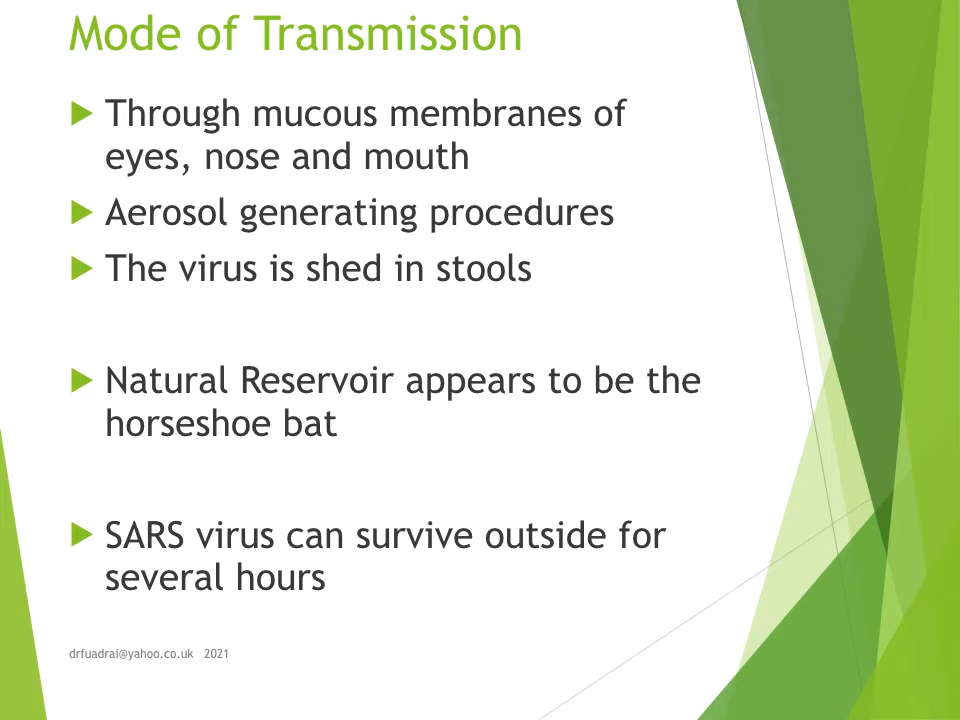 Mode of Transmission
Through mucous membranes of
eyes, nose and mouth
Aerosol generating procedures
The virus is shed in stools
Natural Reservoir appears to be the
horseshoe bat
SARS virus can survive outside for
several hours
drfuadrai@yahoo.co.uk 2021